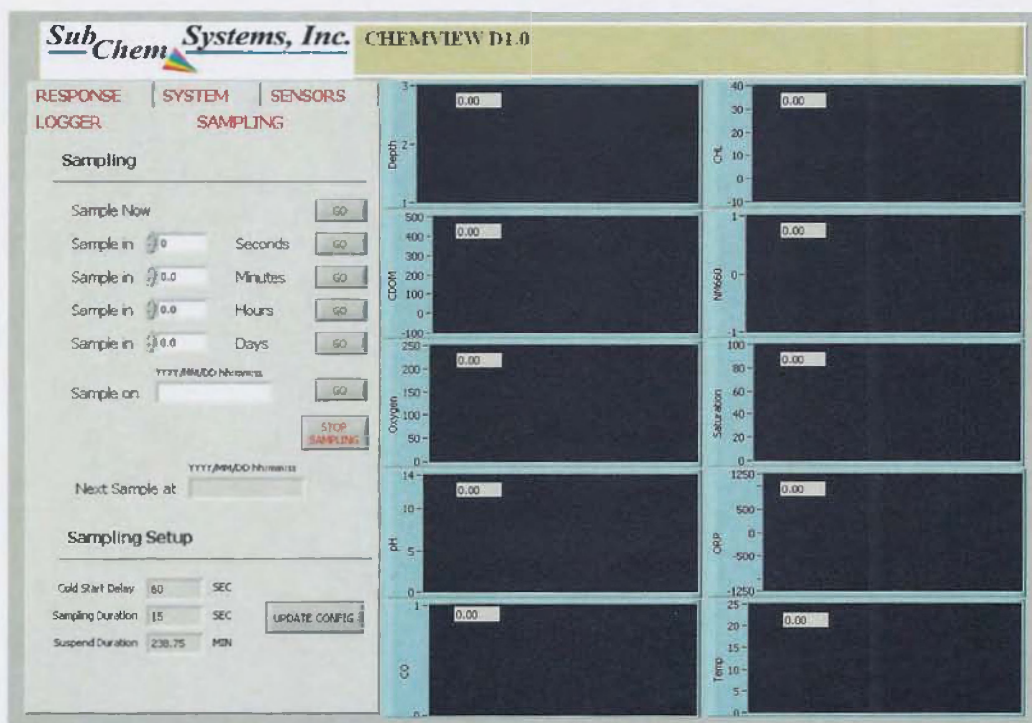 SubChem Systems, Inc.
CHEMVIEW D1.0
RESPONSE SYSTEM SENSORS
LOGGER SAMPLING
Sampling
Sample Now GO
Sample in 0 Seconds GO
Sample in 0.0 Minutes GO
Sample in 0.0 Hours GO
Sample in 0.0 Days GO
YYYY/MM/DD hh:mm:ss
Sample on GO
STOP
SAMPLING
YYYY/MM/DD hh:mm:ss
Next Sample at
Sampling Setup
Cold Start Delay 60 SEC
Sampling Duration 15 SEC
UPDATE CONFIG
Suspend Duration 238.75 MIN
Depth
3
2
1
0.00
CHL
40
30
20
10
0
-10
0.00
CDOM
500
400
300
200
100
0
-100
0.00
NM660
1
0
-1
0.00
Oxygen
250
200
150
100
50
0
0.00
Saturation
100
80
60
40
20
0
0.00
pH
14
10
5
0
0.00
ORP
1250
500
0
-500
-1250
0.00
CO
1
0
0.00
Temp
25
20
15
10
5
0
0.00